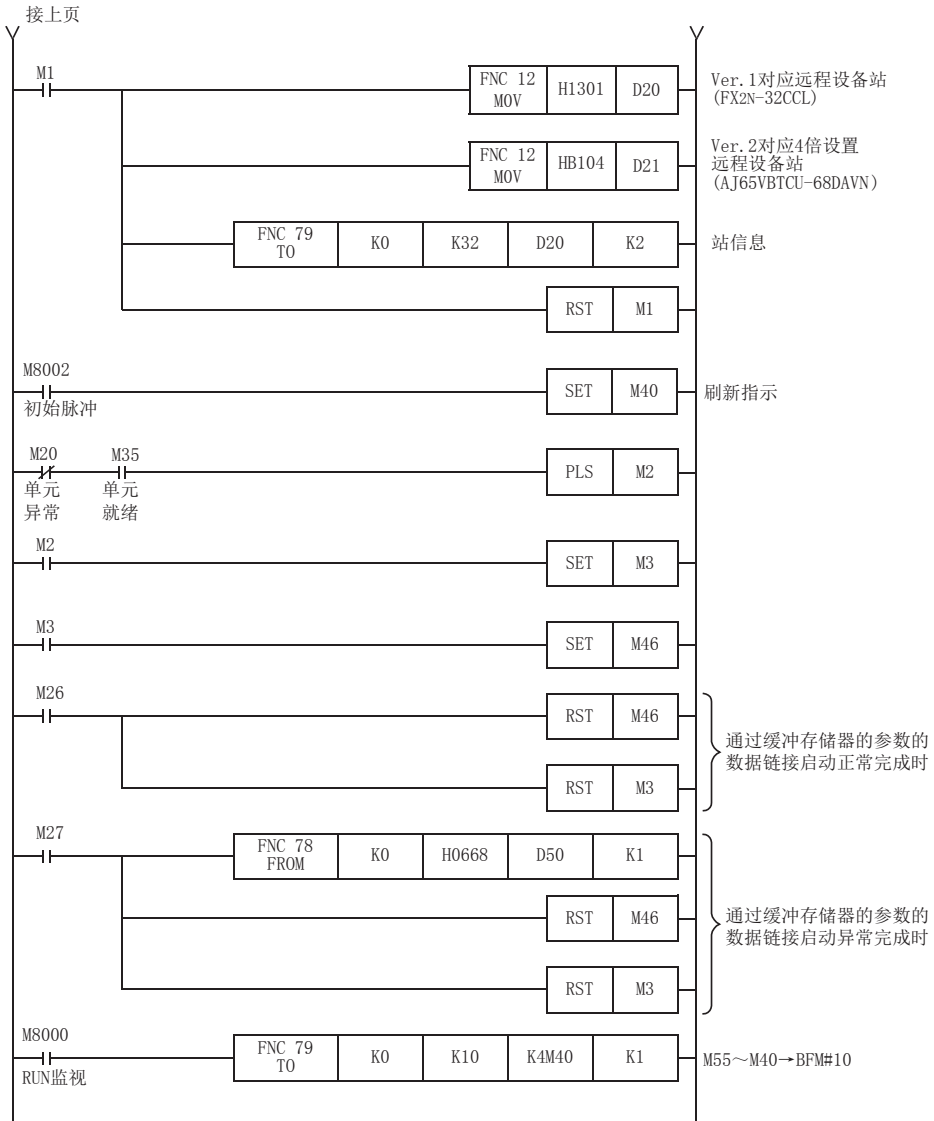 接上页
M1
FNC 12
MOV
H1301
D20
Ver.1对应远程设备站
(FX2N-32CCL)
FNC 12
MOV
HB104
D21
Ver.2对应4倍设置
远程设备站
(AJ65VBTCU-68DAVN)
FNC 79
TO
K0
K32
D20
K2
站信息
RST
M1
M8002
初始脉冲
SET
M40
刷新指示
M20
单元
异常
M35
单元
就绪
PLS
M2
M2
SET
M3
M3
SET
M46
M26
RST
M46
RST
M3
通过缓冲存储器的参数的
数据链接启动正常完成时
M27
FNC 78
FROM
K0
H0668
D50
K1
RST
M46
RST
M3
通过缓冲存储器的参数的
数据链接启动异常完成时
M8000
RUN监视
FNC 79
TO
K0
K10
K4M40
K1
M55～M40→BFM#10